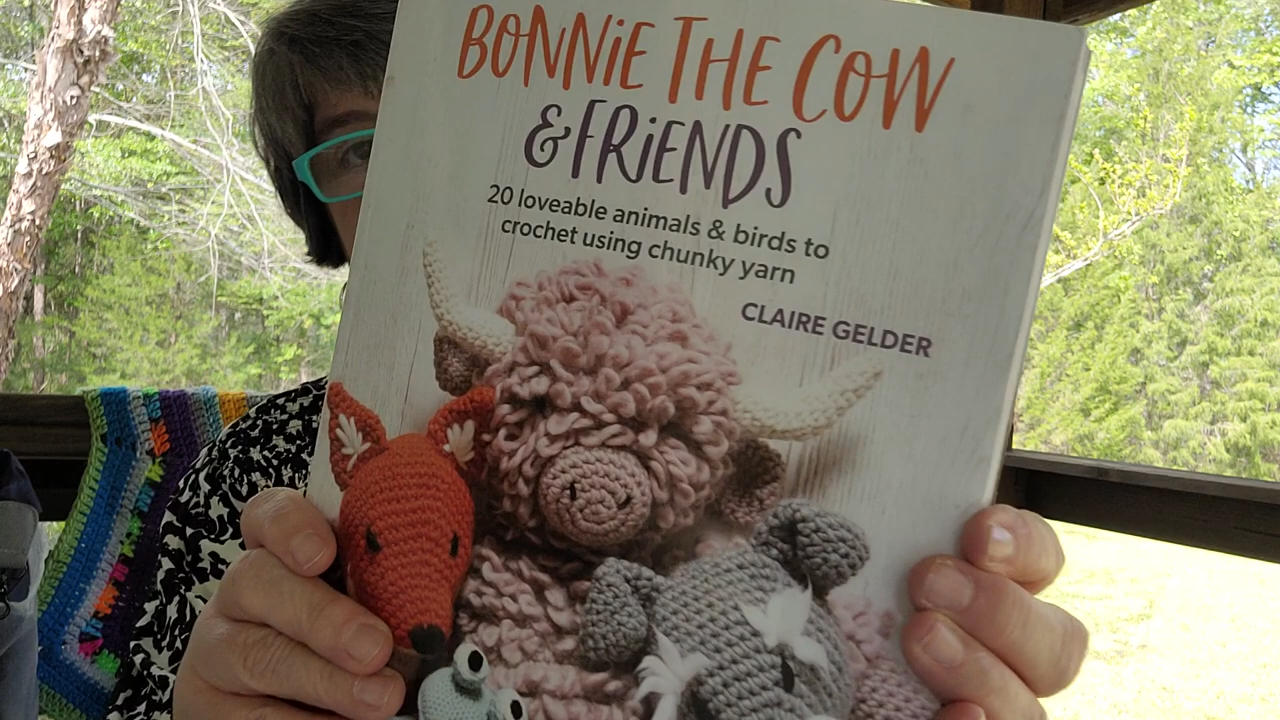 BONNiE THE COW
& FRiENDS
20 loveable animals & birds to
crochet using chunky yarn
CLAIRE GELDER